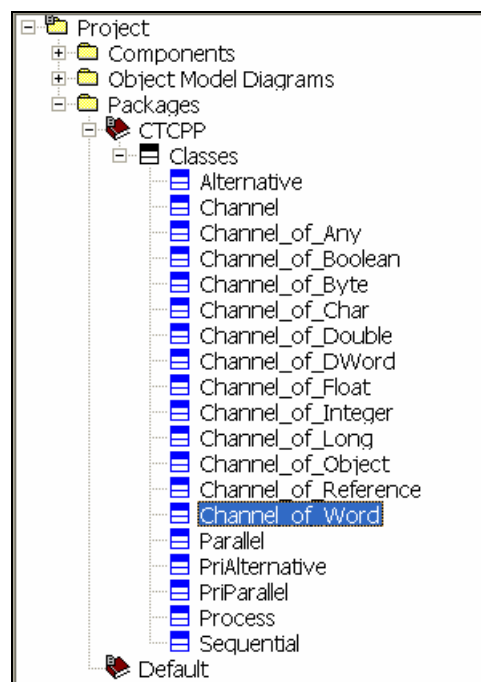 Project
Components
Object Model Diagrams
Packages
CTCPP
Classes
Alternative
Channel
Channel_of_Any
Channel_of_Boolean
Channel_of_Byte
Channel_of_Char
Channel_of_Double
Channel_of_DWord
Channel_of_Float
Channel_of_Integer
Channel_of_Long
Channel_of_Object
Channel_of_Reference
Channel_of_Word
Parallel
PriAlternative
PriParallel
Process
Sequential
Default